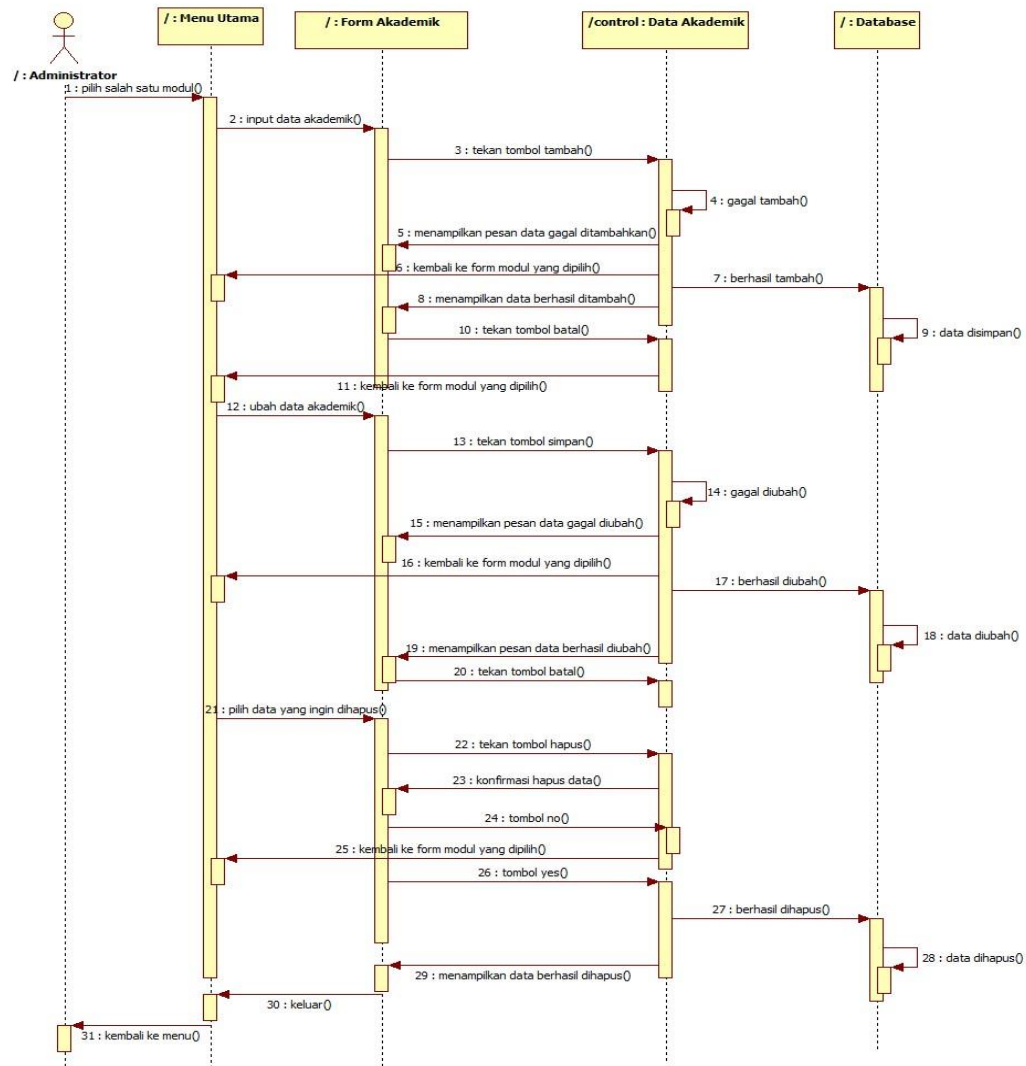 / : Menu Utama
/ : Form Akademik
/control : Data Akademik
/ : Database
/ : Administrator
1 : pilih salah satu modul()
2 : input data akademik()
3 : tekan tombol tambah()
4 : gagal tambah()
5 : menampilkan pesan data gagal ditambahkan()
6 : kembali ke form modul yang dipilih()
7 : berhasil tambah()
8 : menampilkan data berhasil ditambah()
9 : data disimpan()
10 : tekan tombol batal()
11 : kembali ke form modul yang dipilih()
12 : ubah data akademik()
13 : tekan tombol simpan()
14 : gagal diubah()
15 : menampilkan pesan data gagal diubah()
16 : kembali ke form modul yang dipilih()
17 : berhasil diubah()
18 : data diubah()
19 : menampilkan pesan data berhasil diubah()
20 : tekan tombol batal()
21 : pilih data yang ingin dihapus()
22 : tekan tombol hapus()
23 : konfirmasi hapus data()
24 : tombol no()
25 : kembali ke form modul yang dipilih()
26 : tombol yes()
27 : berhasil dihapus()
28 : data dihapus()
29 : menampilkan data berhasil dihapus()
30 : keluar()
31 : kembali ke menu()